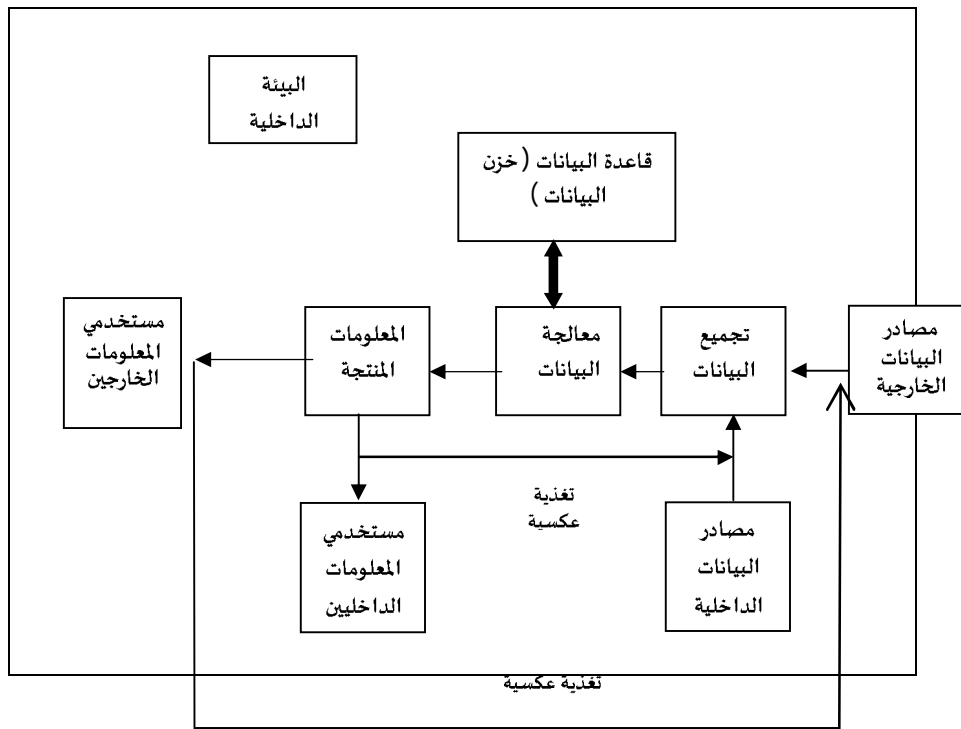 البيئة
الداخلية
قاعدة البيانات (خزن
البيانات)
مصادر
البيانات
الخارجية
تجميع
البيانات
معالجة
البيانات
المعلومات
المنتجة
مستخدمي
المعلومات
الخارجين
تغذية
عكسية
مصادر
البيانات
الداخلية
مستخدمي
المعلومات
الداخليين
تغذية عكسية